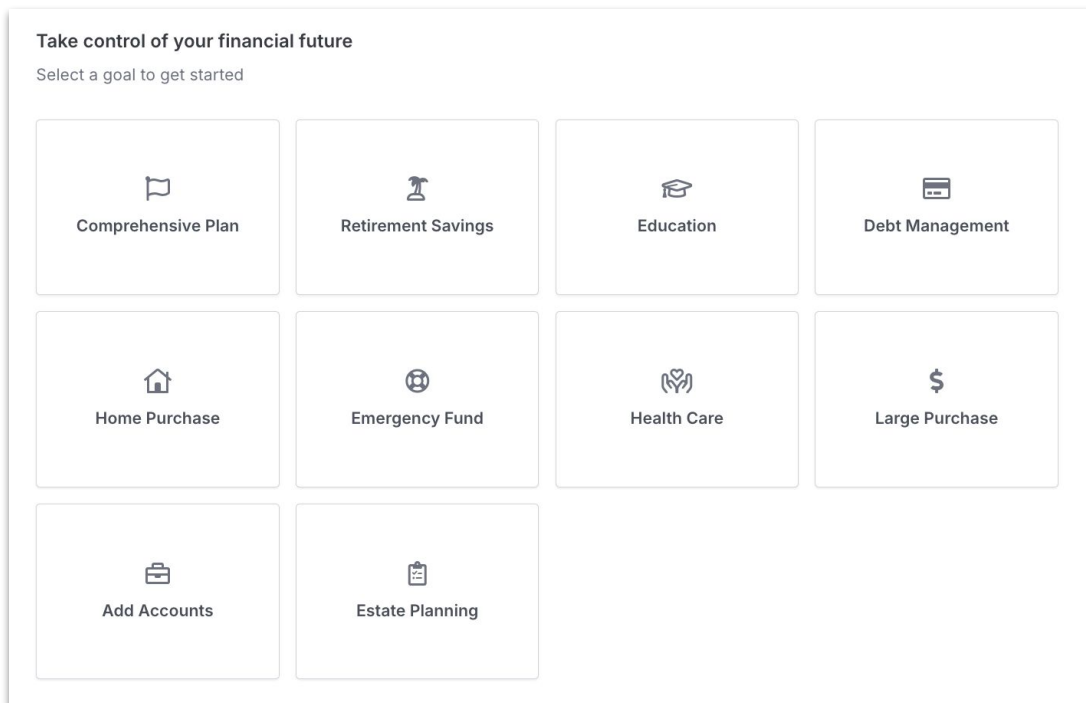 Take control of your financial future
Select a goal to get started
Comprehensive Plan
Retirement Savings
Education
Debt Management
Home Purchase
Emergency Fund
Health Care
Large Purchase
Add Accounts
Estate Planning